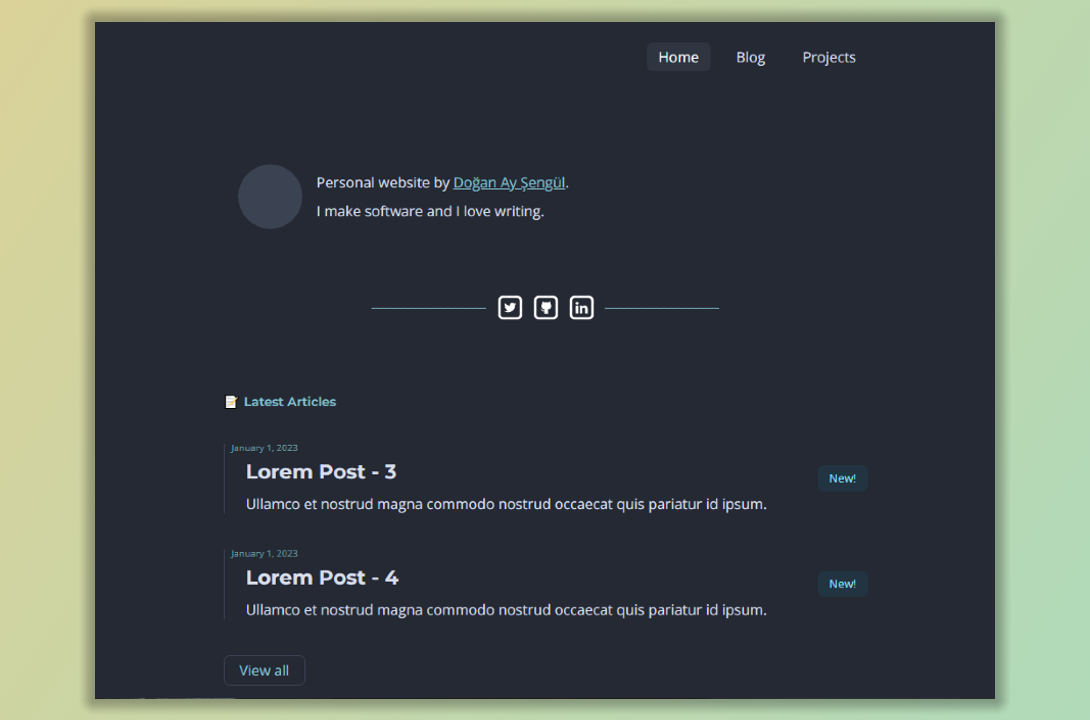 Home Blog Projects
Personal website by Doğan Ay Şengül.
I make software and I love writing.
in
Latest Articles
January 1, 2023
Lorem Post - 3
New!
Ullamco et nostrud magna commodo nostrud occaecat quis pariatur id ipsum.
January 1, 2023
Lorem Post - 4
New!
Ullamco et nostrud magna commodo nostrud occaecat quis pariatur id ipsum.
View all